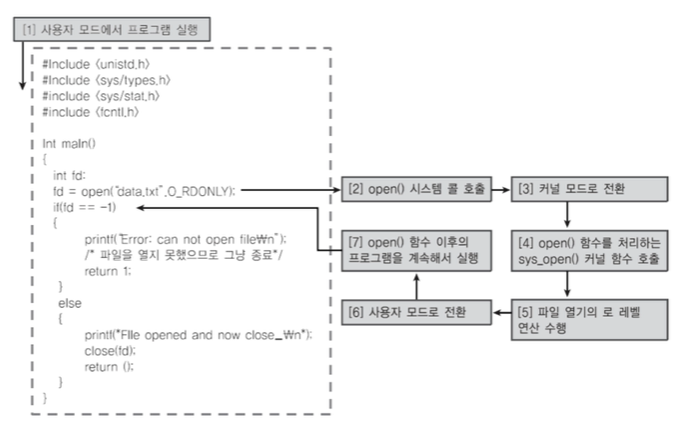 [1] 사용자 모드에서 프로그램 실행
#Include <unistd.h>
#Include <sys/types.h>
#include <sys/stat.h>
#include <fcntl.h>
Int main()
{
int fd;
fd = open("data.txt",O_RDONLY);
if(fd == -1)
{
printf("Error: can not open file₩n");
/* 파일을 열지 못했으므로 그냥 종료*/
return 1;
}
else
{
printf("File opened and now close_₩n");
close(fd);
return ();
}
}
[2] open() 시스템 콜 호출
[3] 커널 모드로 전환
[4] open() 함수를 처리하는
sys_open() 커널 함수 호출
[5] 파일 열기의 로 레벨
연산 수행
[6] 사용자 모드로 전환
[7] open() 함수 이후의
프로그램을 계속해서 실행